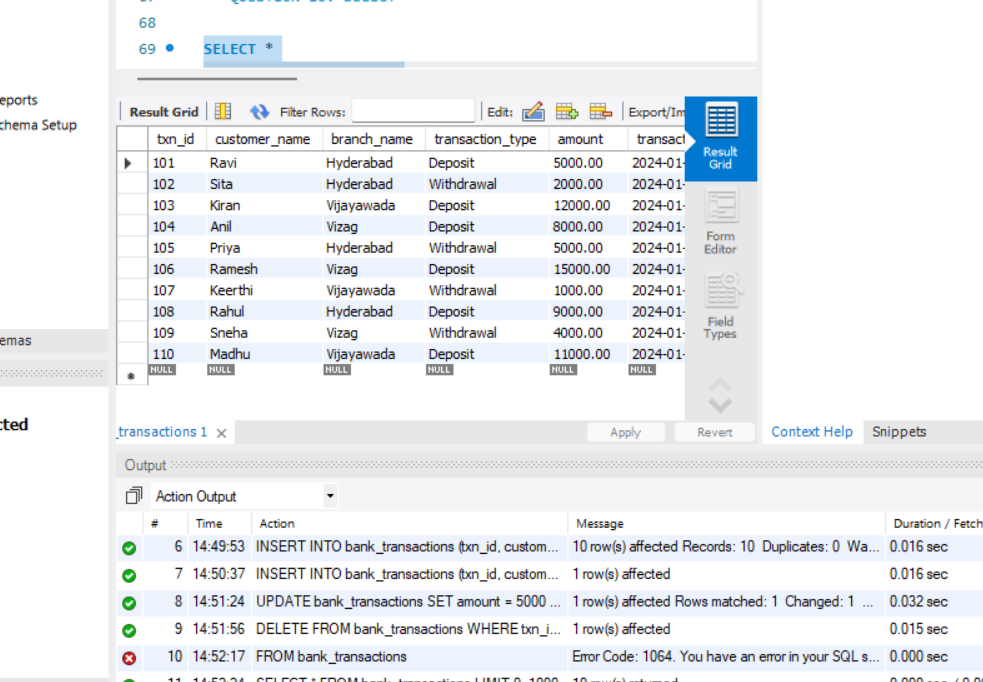 68
69 SELECT *
eports
chema Setup
emas
cted
Result Grid Filter Rows: Edit: Export/Im
txn_id customer_name branch_name transaction_type amount transact
101 Ravi Hyderabad Deposit 5000.00 2024-01-
102 Sita Hyderabad Withdrawal 2000.00 2024-01-
103 Kiran Vijayawada Deposit 12000.00 2024-01-
104 Anil Vizag Deposit 8000.00 2024-01-
105 Priya Hyderabad Withdrawal 5000.00 2024-01-
106 Ramesh Vizag Deposit 15000.00 2024-01-
107 Keerthi Vijayawada Withdrawal 1000.00 2024-01-
108 Rahul Hyderabad Deposit 9000.00 2024-01-
109 Sneha Vizag Withdrawal 4000.00 2024-01-
110 Madhu Vijayawada Deposit 11000.00 2024-01-
NULL NULL NULL NULL NULL NULL
Result
Grid
Form
Editor
Field
Types
_transactions 1 Apply Revert Context Help Snippets
Output
Action Output
# Time Action Message Duration / Fetch
6 14:49:53 INSERT INTO bank_transactions (txn_id, custom... 10 row(s) affected Records: 10 Duplicates: 0 Wa... 0.016 sec
7 14:50:37 INSERT INTO bank_transactions (txn_id, custom... 1 row(s) affected 0.016 sec
8 14:51:24 UPDATE bank_transactions SET amount = 5000 ... 1 row(s) affected Rows matched: 1 Changed: 1 ... 0.032 sec
9 14:51:56 DELETE FROM bank_transactions WHERE txn_i... 1 row(s) affected 0.015 sec
10 14:52:17 FROM bank_transactions Error Code: 1064. You have an error in your SQL s... 0.000 sec